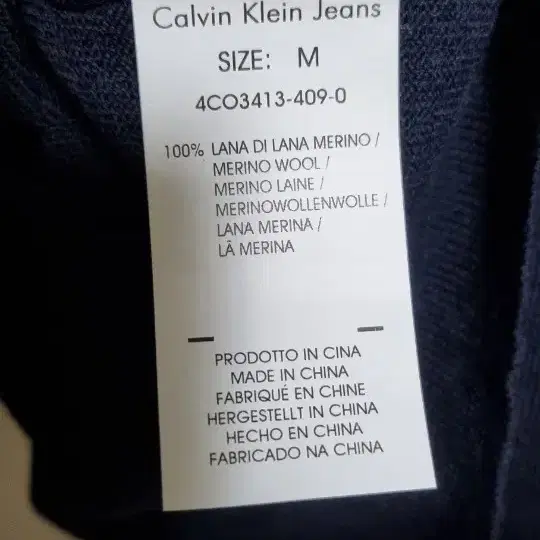 Calvin Klein Jeans
SIZE: M
4CO3413-409-0
100% LANA DI LANA MERINO /
MERINO WOOL /
MERINO LAINE /
MERINOWOLLENWOLLE /
LANA MERINA /
LÃ MERINA
PRODOTTO IN CINA
MADE IN CHINA
FABRIQUÉ EN CHINE
HERGESTELLT IN CHINA
HECHO EN CHINA
FABRICADO NA CHINA